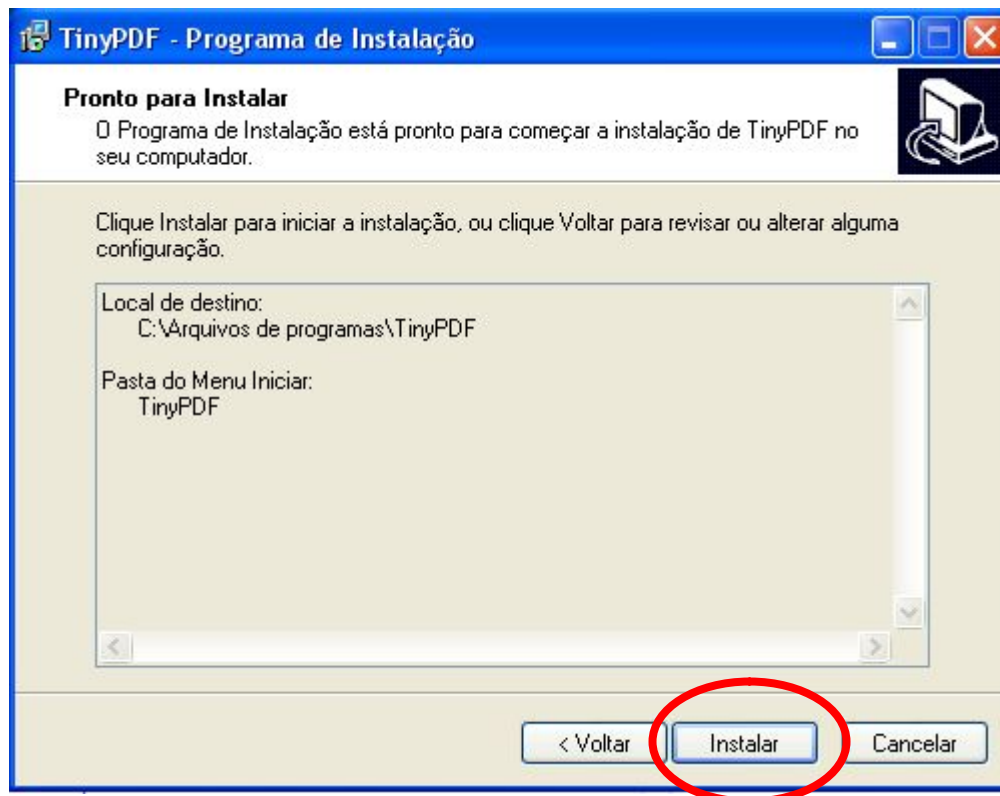 TinyPDF - Programa de Instalação
Pronto para Instalar
O Programa de Instalação está pronto para começar a instalação de TinyPDF no
seu computador.
Clique Instalar para iniciar a instalação, ou clique Voltar para revisar ou alterar alguma
configuração.
Local de destino:
C:\Arquivos de programas\TinyPDF
Pasta do Menu Iniciar:
TinyPDF
< Voltar
Instalar
Cancelar